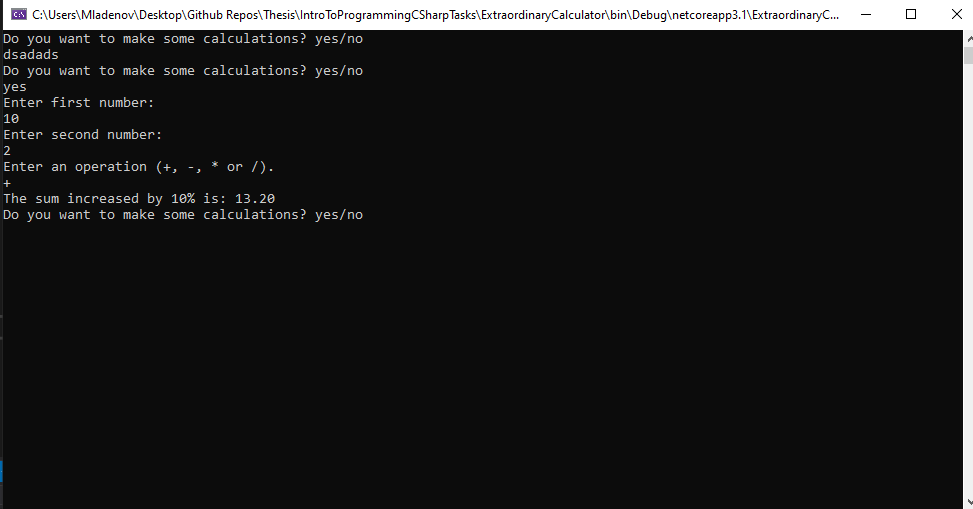 C:\Users\Mladenov\Desktop\Github Repos\Thesis\IntroToProgrammingCSharpTasks\ExtraordinaryCalculator\bin\Debug\netcoreapp3.1\ExtraordinaryC...
Do you want to make some calculations? yes/no
dsadads
Do you want to make some calculations? yes/no
yes
Enter first number:
10
Enter second number:
2
Enter an operation (+, -, * or /).
+
The sum increased by 10% is: 13.20
Do you want to make some calculations? yes/no